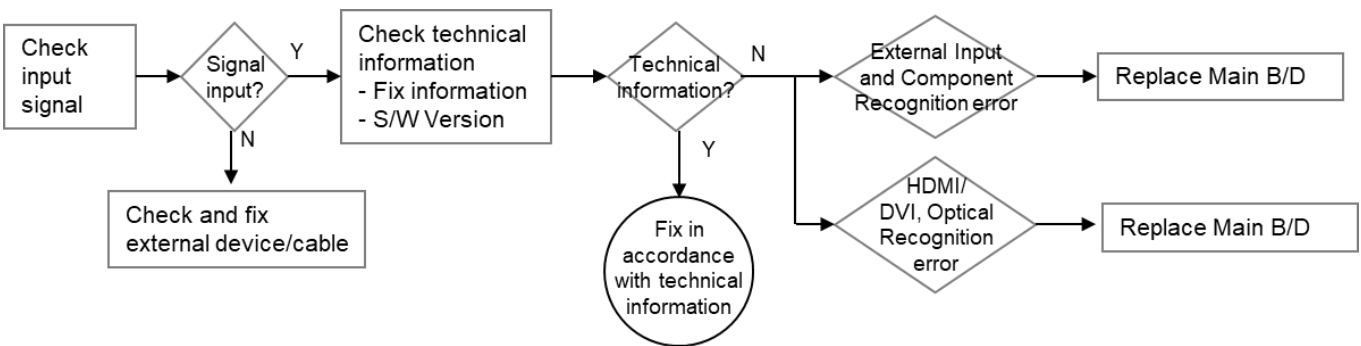 Check
input
signal
Signal
input?
Y
N
Check and fix
external device/cable
Check technical
information
- Fix information
- S/W Version
Technical
information?
N
Y
Fix in
accordance
with technical
information
External Input
and Component
Recognition error
Replace Main B/D
HDMI/
DVI, Optical
Recognition
error
Replace Main B/D